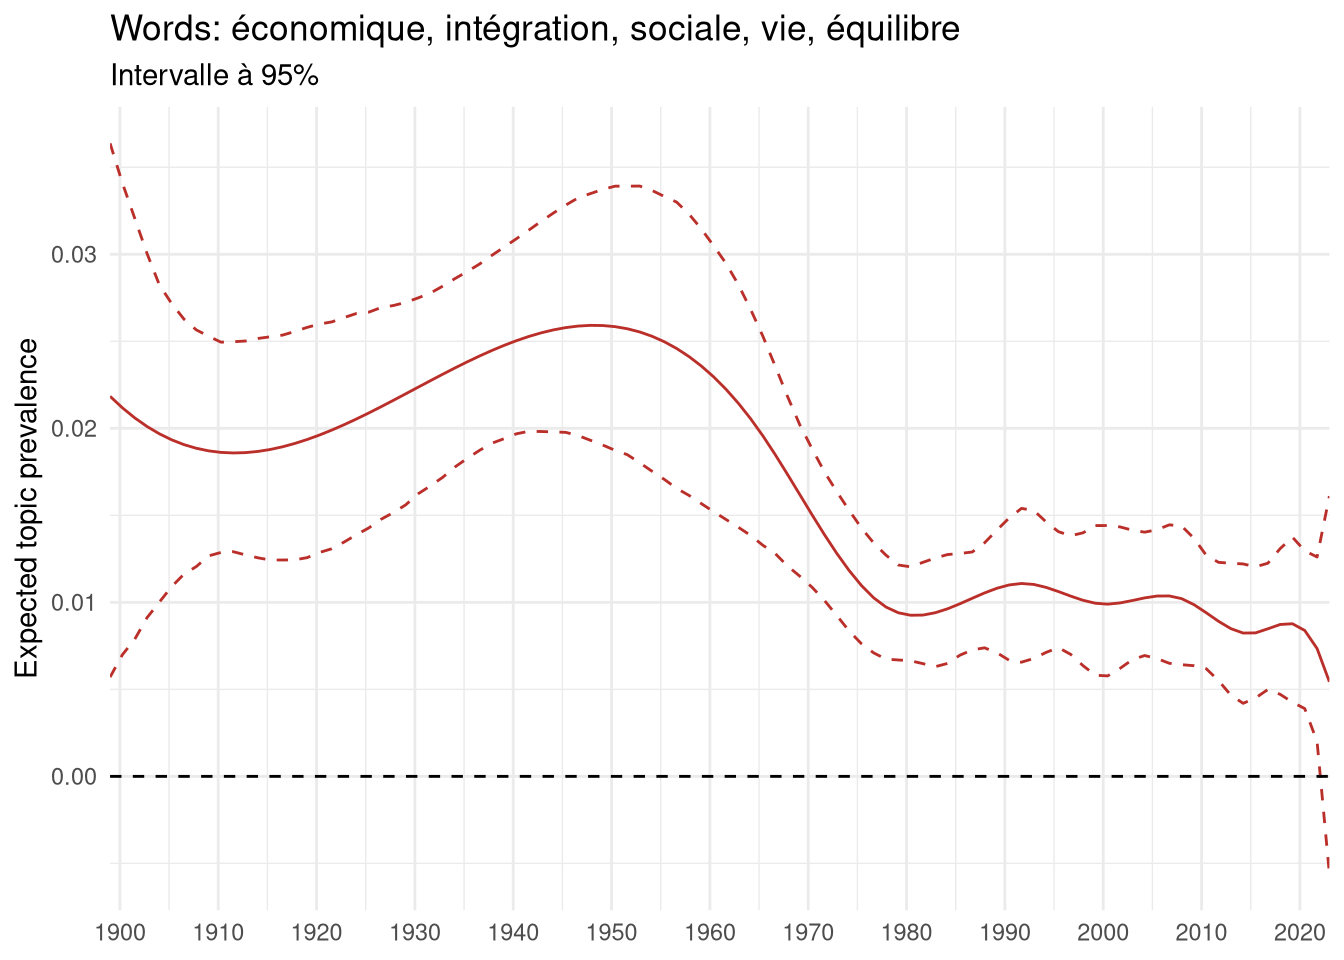 Words: économique, intégration, sociale, vie, équilibre
Intervalle à 95%
Expected topic prevalence
0.03
0.02
0.01
0.00
1900 1910 1920 1930 1940 1950 1960 1970 1980 1990 2000 2010 2020